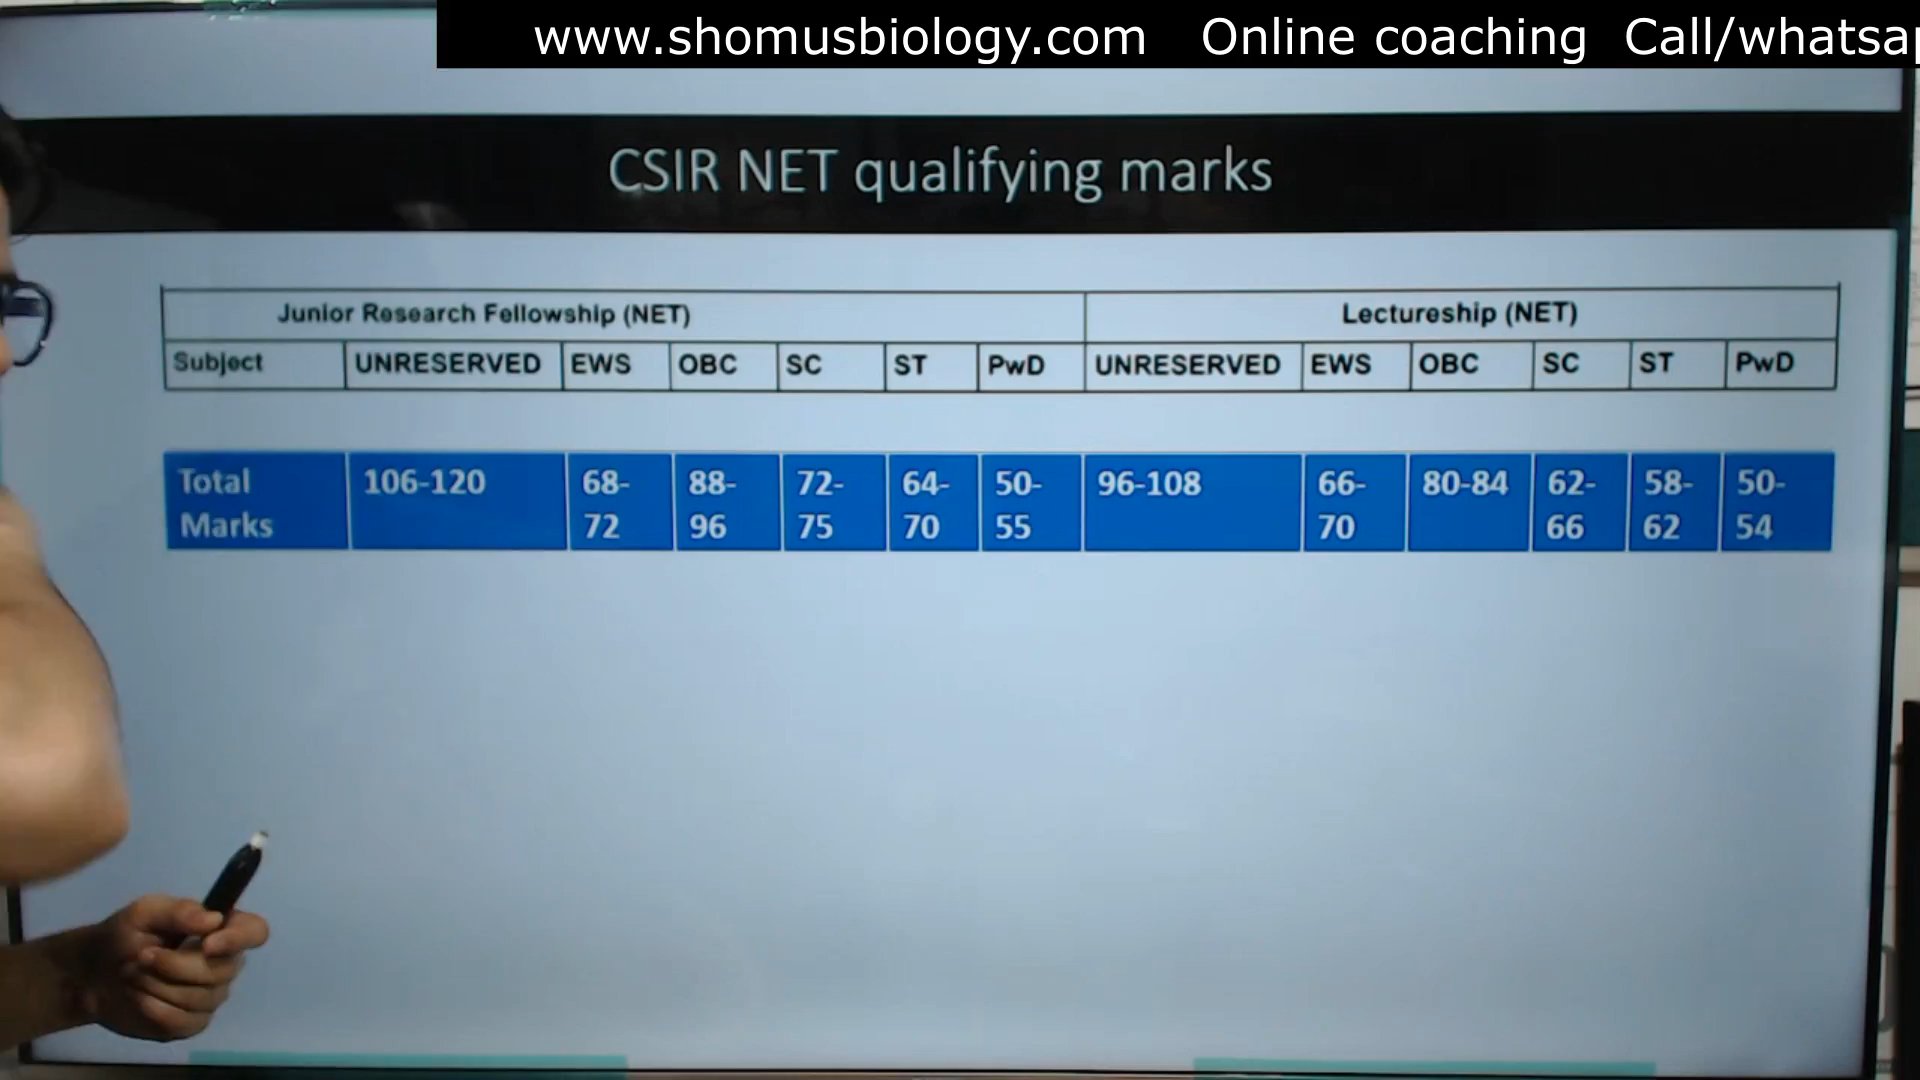 www.shomusbiology.com Online coaching Call/whatsap
CSIR NET qualifying marks
Junior Research Fellowship (NET) Lectureship (NET)
Subject UNRESERVED EWS OBC SC ST PwD UNRESERVED EWS OBC SC ST PwD
Total 106-120 68- 88- 72- 64- 50- 96-108 66- 80-84 62- 58- 50-
Marks 72 96 75 70 55 70 66 62 54